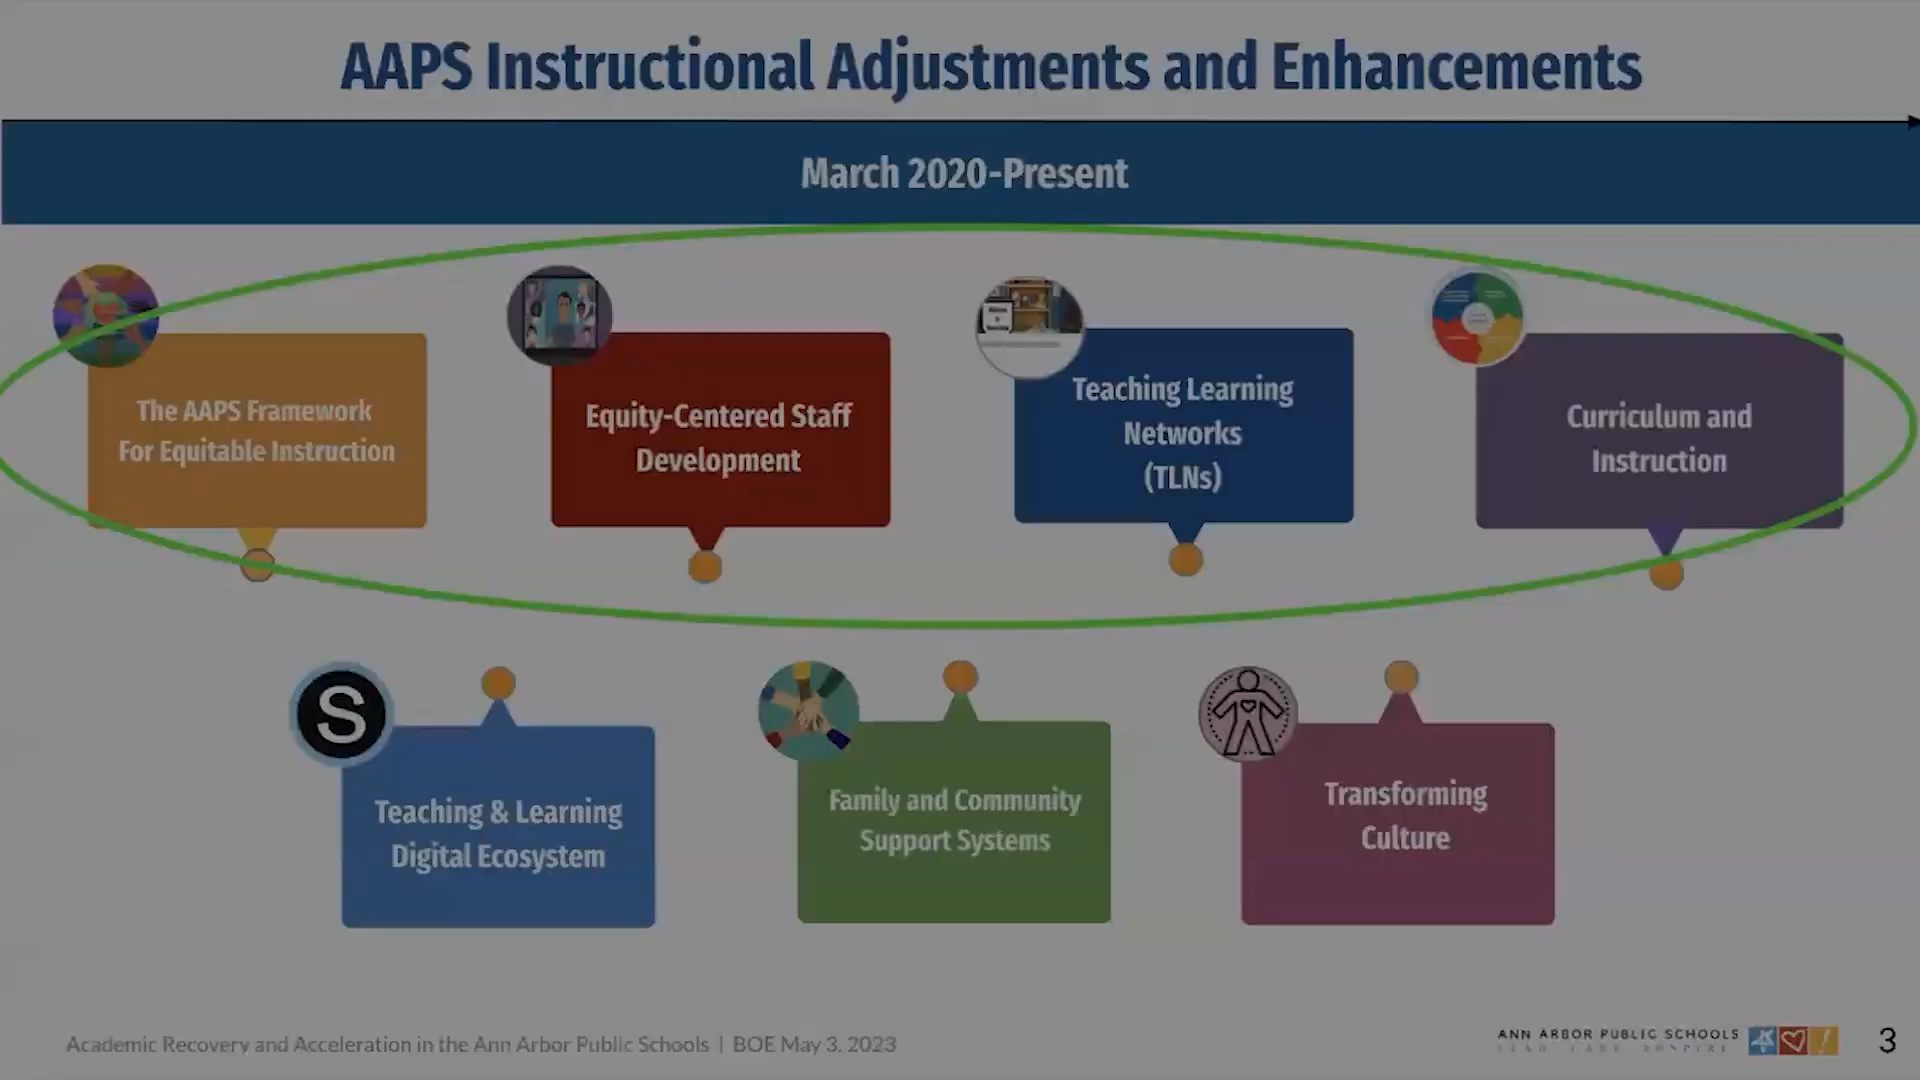 AAPS Instructional Adjustments and Enhancements
March 2020-Present
The AAPS Framework
For Equitable Instruction
Equity-Centered Staff
Development
Teaching Learning
Networks
(TLNs)
Curriculum and
Instruction
S
Teaching & Learning
Digital Ecosystem
Family and Community
Support Systems
Transforming
Culture
Academic Recovery and Acceleration in the Ann Arbor Public Schools | BOE May 3, 2023
ANN ARBOR PUBLIC SCHOOLS
3